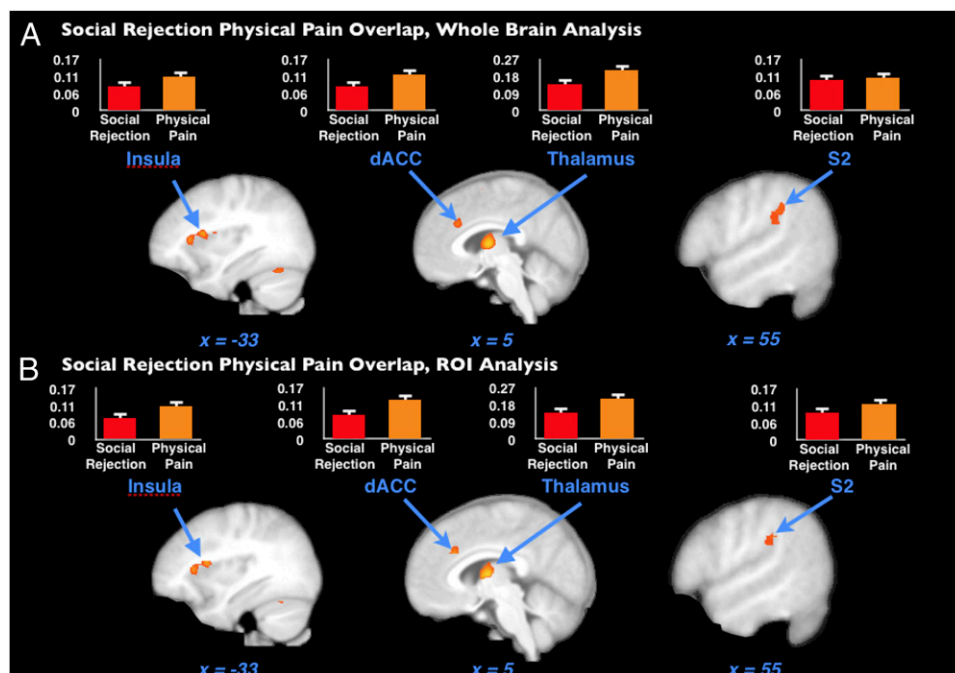 A Social Rejection Physical Pain Overlap, Whole Brain Analysis
0.17
0.11
0.06
0
Social Rejection
Physical Pain
Insula
0.17
0.11
0.06
0
Social Rejection
Physical Pain
dACC
0.27
0.18
0.09
0
Social Rejection
Physical Pain
Thalamus
0.17
0.11
0.06
0
Social Rejection
Physical Pain
S2
x = -33
x = 5
x = 55
B Social Rejection Physical Pain Overlap, ROI Analysis
0.17
0.11
0.06
0
Social Rejection
Physical Pain
Insula
0.17
0.11
0.06
0
Social Rejection
Physical Pain
dACC
0.27
0.18
0.09
0
Social Rejection
Physical Pain
Thalamus
0.17
0.11
0.06
0
Social Rejection
Physical Pain
S2
x = -33
x = 5
x = 55